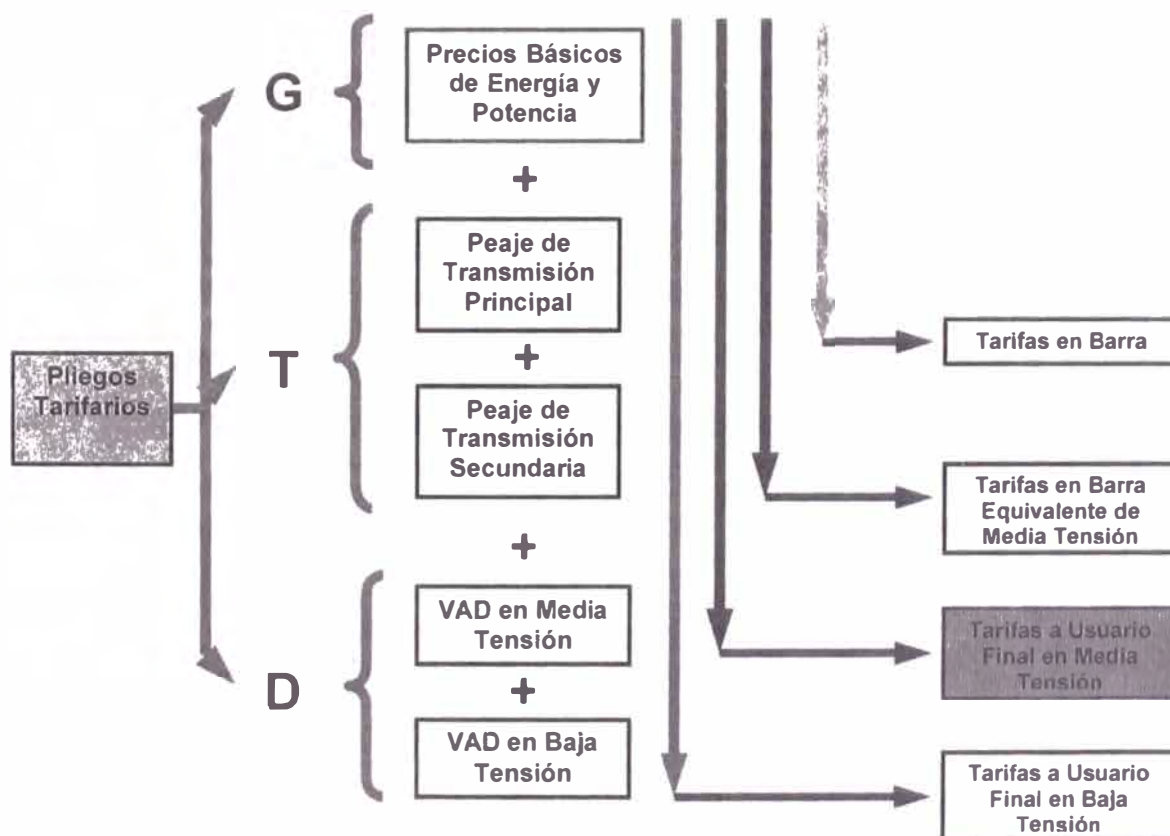 Pliegos
Tarifarios
G
Precios Básicos
de Energía y
Potencia
+
T
Peaje de
Transmisión
Principal
+
Peaje de
Transmisión
Secundaria
+
D
VAD en Media
Tensión
+
VAD en Baja
Tensión
Tarifas en Barra
Tarifas en Barra
Equivalente de
Media Tensión
Tarifas a Usuario
Final en Media
Tensión
Tarifas a Usuario
Final en Baja
Tensión